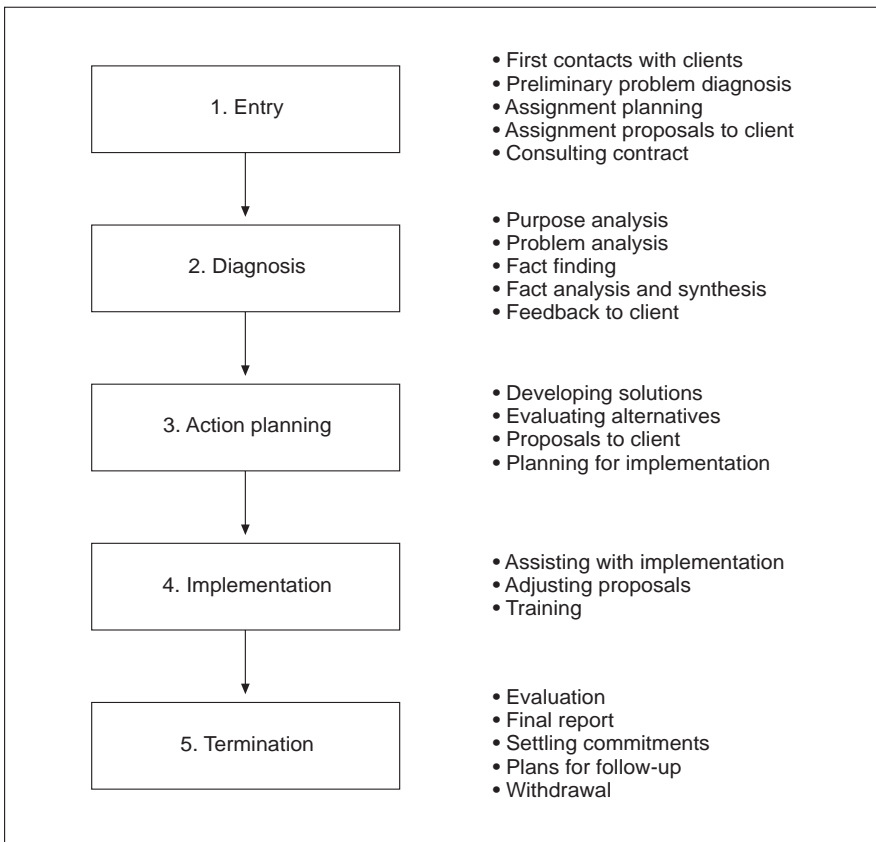 1. Entry
• First contacts with clients
• Preliminary problem diagnosis
• Assignment planning
• Assignment proposals to client
• Consulting contract
2. Diagnosis
• Purpose analysis
• Problem analysis
• Fact finding
• Fact analysis and synthesis
• Feedback to client
3. Action planning
• Developing solutions
• Evaluating alternatives
• Proposals to client
• Planning for implementation
4. Implementation
• Assisting with implementation
• Adjusting proposals
• Training
5. Termination
• Evaluation
• Final report
• Settling commitments
• Plans for follow-up
• Withdrawal